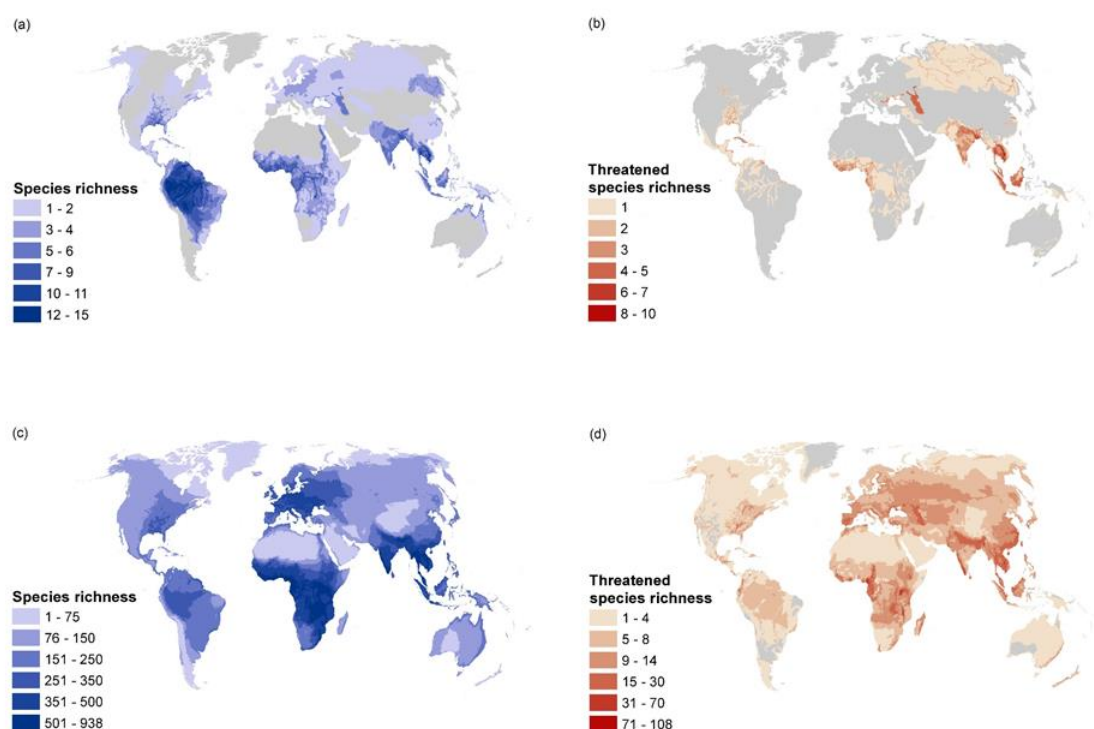 (a)
Species richness
1 - 2
3 - 4
5 - 6
7 - 9
10 - 11
12 - 15
(b)
Threatened
species richness
1
2
3
4 - 5
6 - 7
8 - 10
(c)
Species richness
1 - 75
76 - 150
151 - 250
251 - 350
351 - 500
501 - 938
(d)
Threatened
species richness
1 - 4
5 - 8
9 - 14
15 - 30
31 - 70
71 - 108